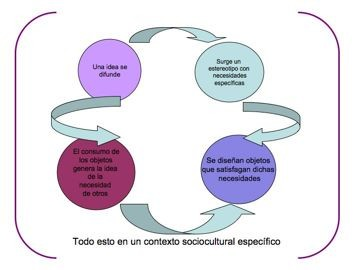 Una idea se
difunde
Surge un
estereotipo con
necesidades
específicas
El consumo de
los objetos
genera la idea
de la
necesidad
de otros
Se diseñan objetos
que satisfagan dichas
necesidades
Todo esto en un contexto sociocultural específico